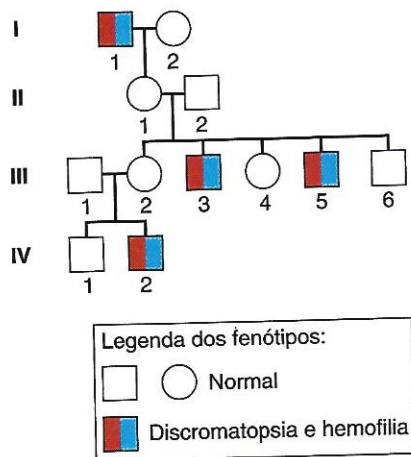 I
1 2
II
1 2
III
1 2 3 4 5 6
IV
1 2
Legenda dos fenótipos:
Normal
Discromatopsia e hemofilia